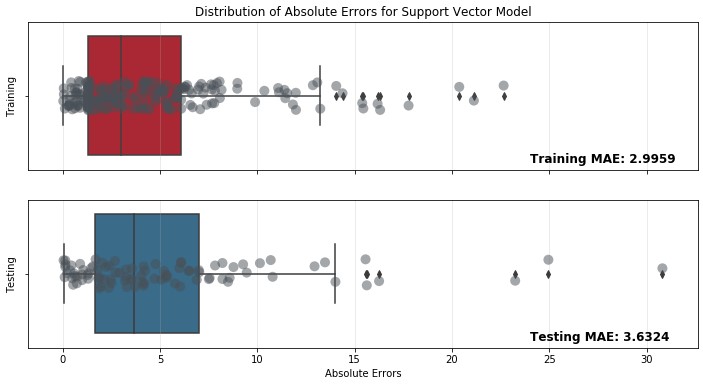 Distribution of Absolute Errors for Support Vector Model
Training
Training MAE: 2.9959
Testing
Testing MAE: 3.6324
0 5 10 15 20 25 30
Absolute Errors